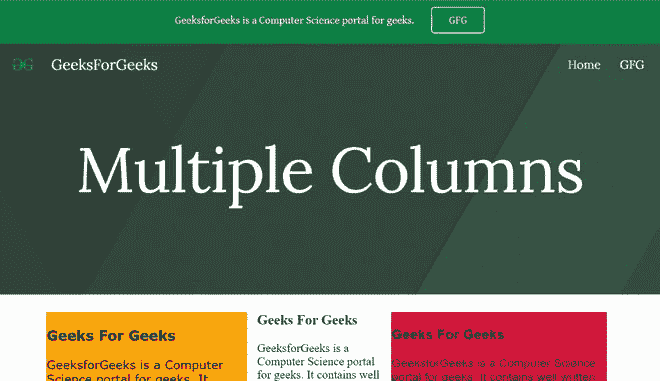 GeeksforGeeks is a Computer Science portal for geeks. GFG
GeeksForGeeks Home GFG
Multiple Columns
Geeks For Geeks
GeeksforGeeks is a Computer
Science portal for geeks. It
Geeks For Geeks
GeeksforGeeks is a
Computer Science portal
for geeks. It contains well
Geeks For Geeks
GeeksforGeeks is a Computer Science
portal for geeks. It contains well written